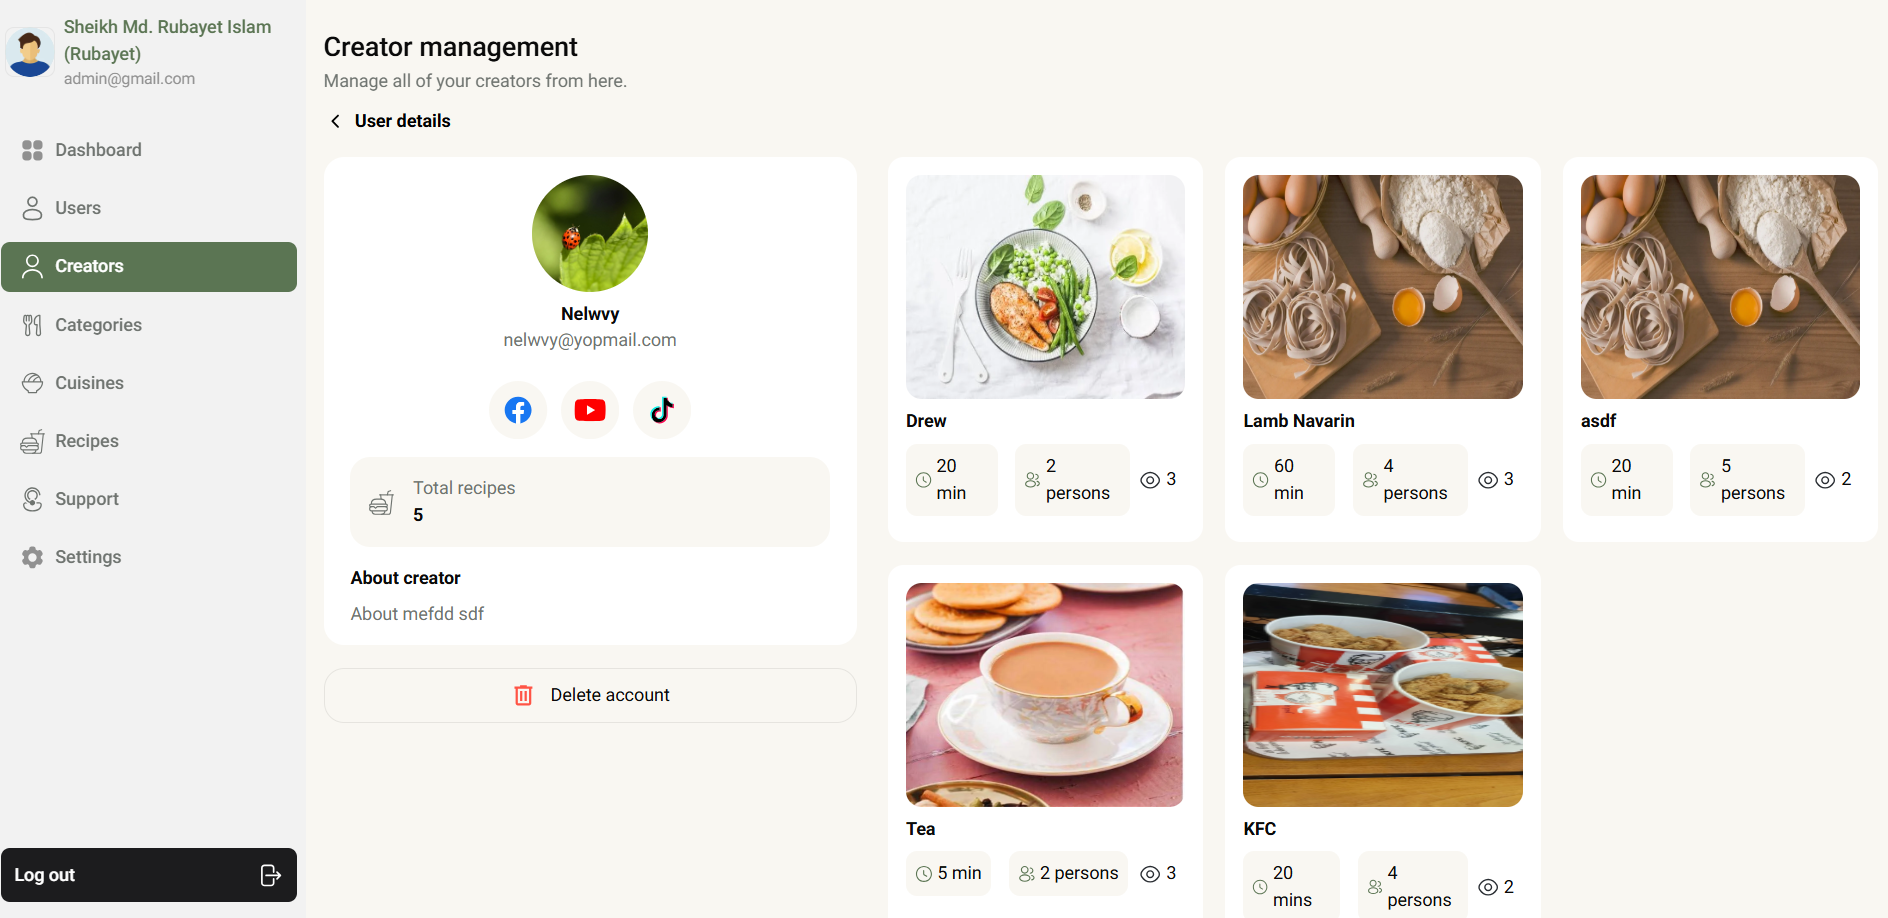 Sheikh Md. Rubayet Islam
(Rubayet)
admin@gmail.com
Dashboard
Users
Creators
Categories
Cuisines
Recipes
Support
Settings
Log out
Creator management
Manage all of your creators from here.
User details
Nelwvy
nelwvy@yopmail.com
Total recipes
5
About creator
About mefdd sdf
Delete account
Drew
20
min
2
persons
3
Lamb Navarin
60
min
4
persons
3
asdf
20
min
5
persons
2
Tea
5 min
2 persons
3
KFC
20
mins
4
persons
2